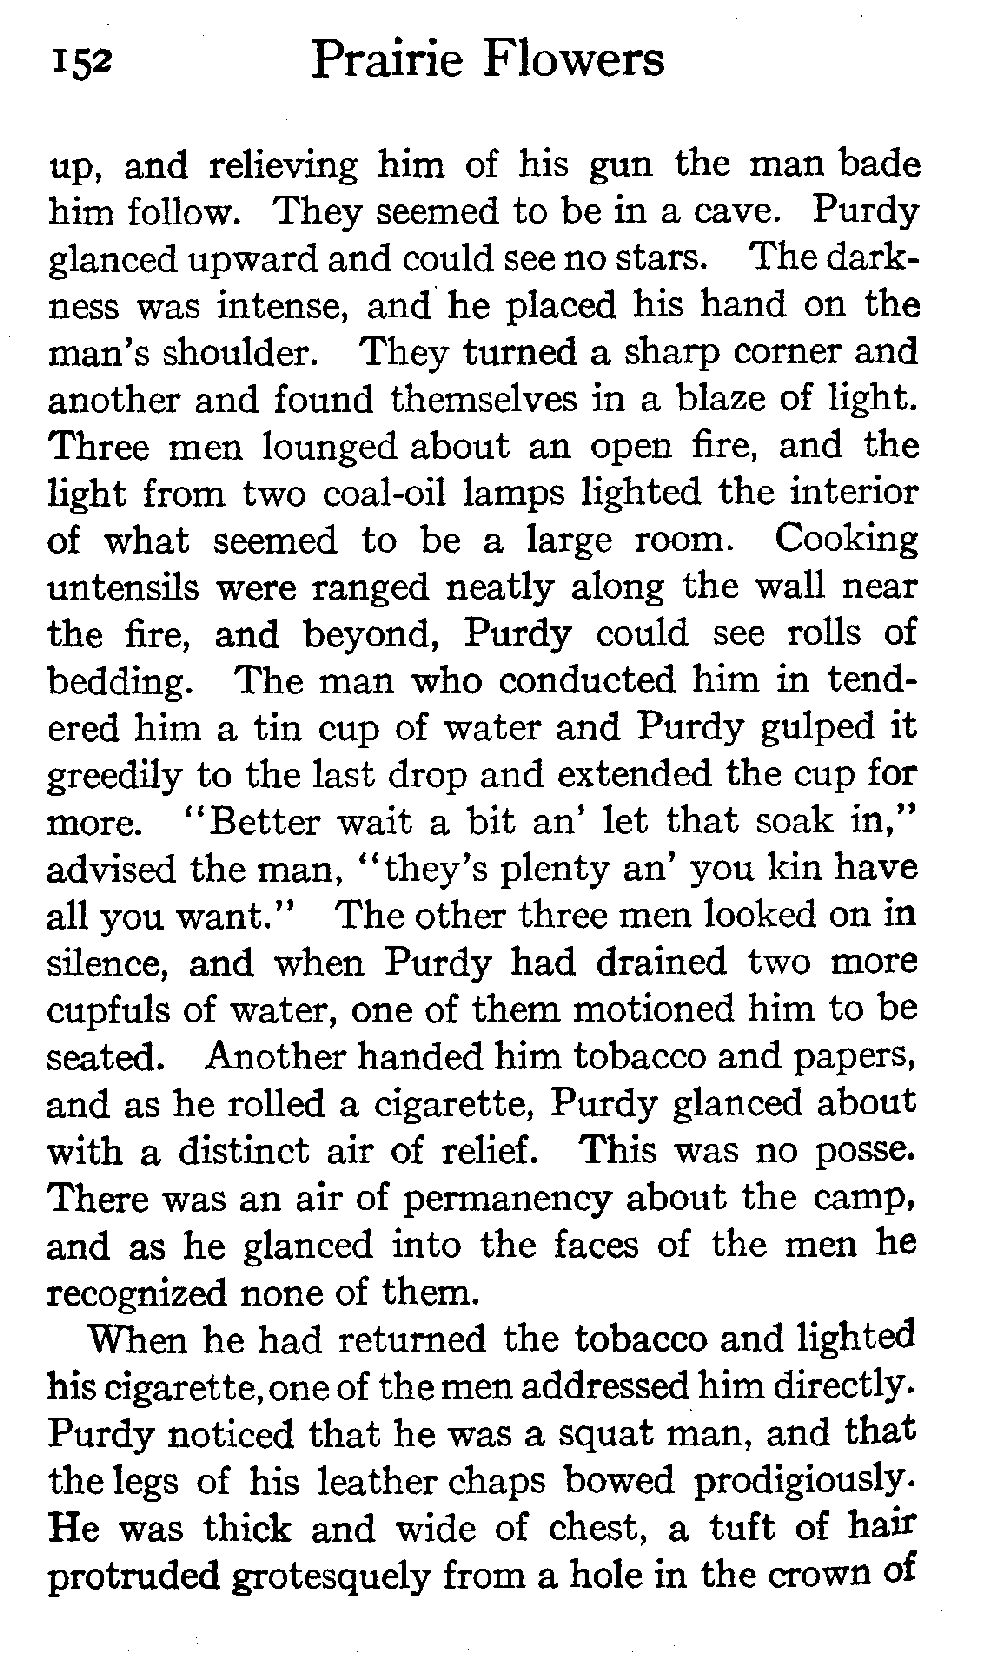 152 Prairie Flowers
up, and relieving him of his gun the man bade
him follow. They seemed to be in a cave. Purdy
glanced upward and could see no stars. The dark-
ness was intense, and he placed his hand on the
man's shoulder. They turned a sharp corner and
another and found themselves in a blaze of light.
Three men lounged about an open fire, and the
light from two coal-oil lamps lighted the interior
of what seemed to be a large room. Cooking
untensils were ranged neatly along the wall near
the fire, and beyond, Purdy could see rolls of
bedding. The man who conducted him in tend-
ered him a tin cup of water and Purdy gulped it
greedily to the last drop and extended the cup for
more. "Better wait a bit an' let that soak in,"
advised the man, "they's plenty an' you kin have
all you want." The other three men looked on in
silence, and when Purdy had drained two more
cupfuls of water, one of them motioned him to be
seated. Another handed him tobacco and papers,
and as he rolled a cigarette, Purdy glanced about
with a distinct air of relief. This was no posse.
There was an air of permanency about the camp,
and as he glanced into the faces of the men he
recognized none of them.
When he had returned the tobacco and lighted
his cigarette, one of the men addressed him directly.
Purdy noticed that he was a squat man, and that
the legs of his leather chaps bowed prodigiously.
He was thick and wide of chest, a tuft of hair
protruded grotesquely from a hole in the crown of